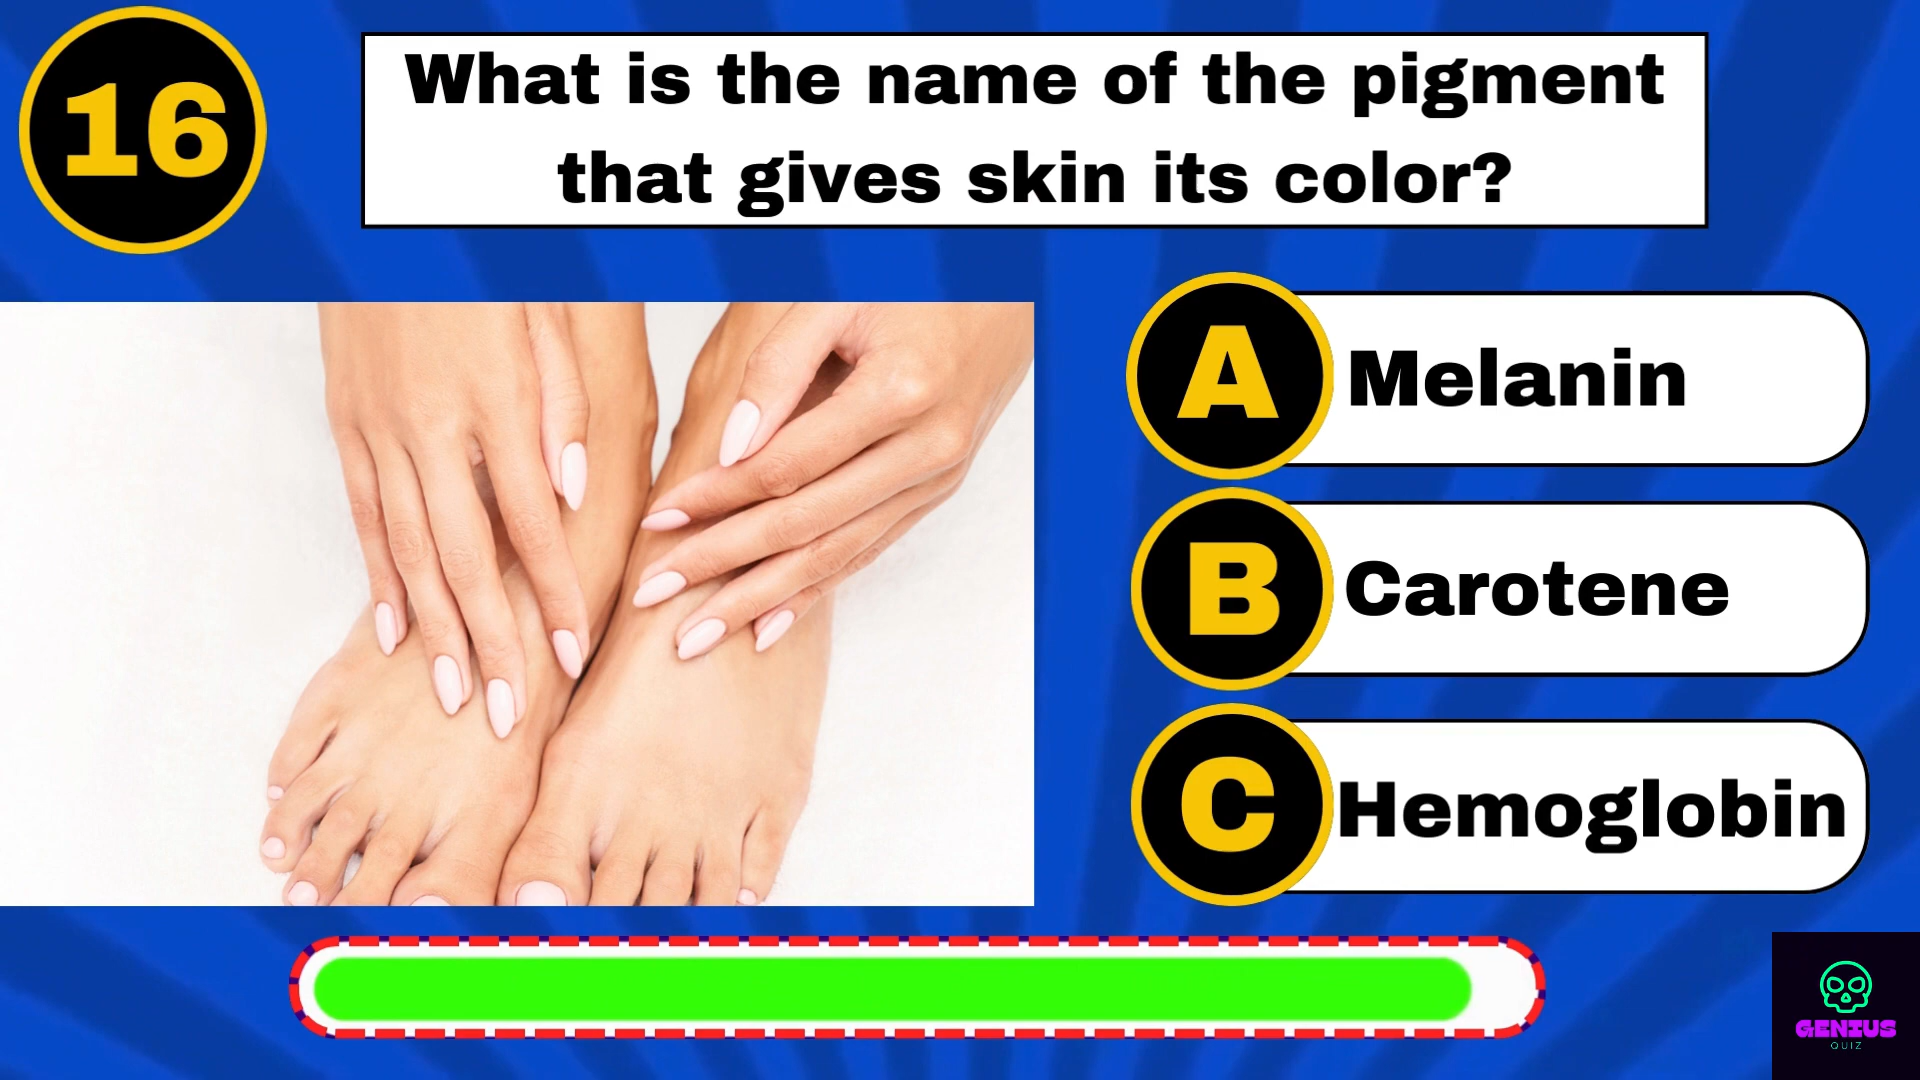 16
What is the name of the pigment
that gives skin its color?
A Melanin
B Carotene
C Hemoglobin
GENIUS
QUIZ